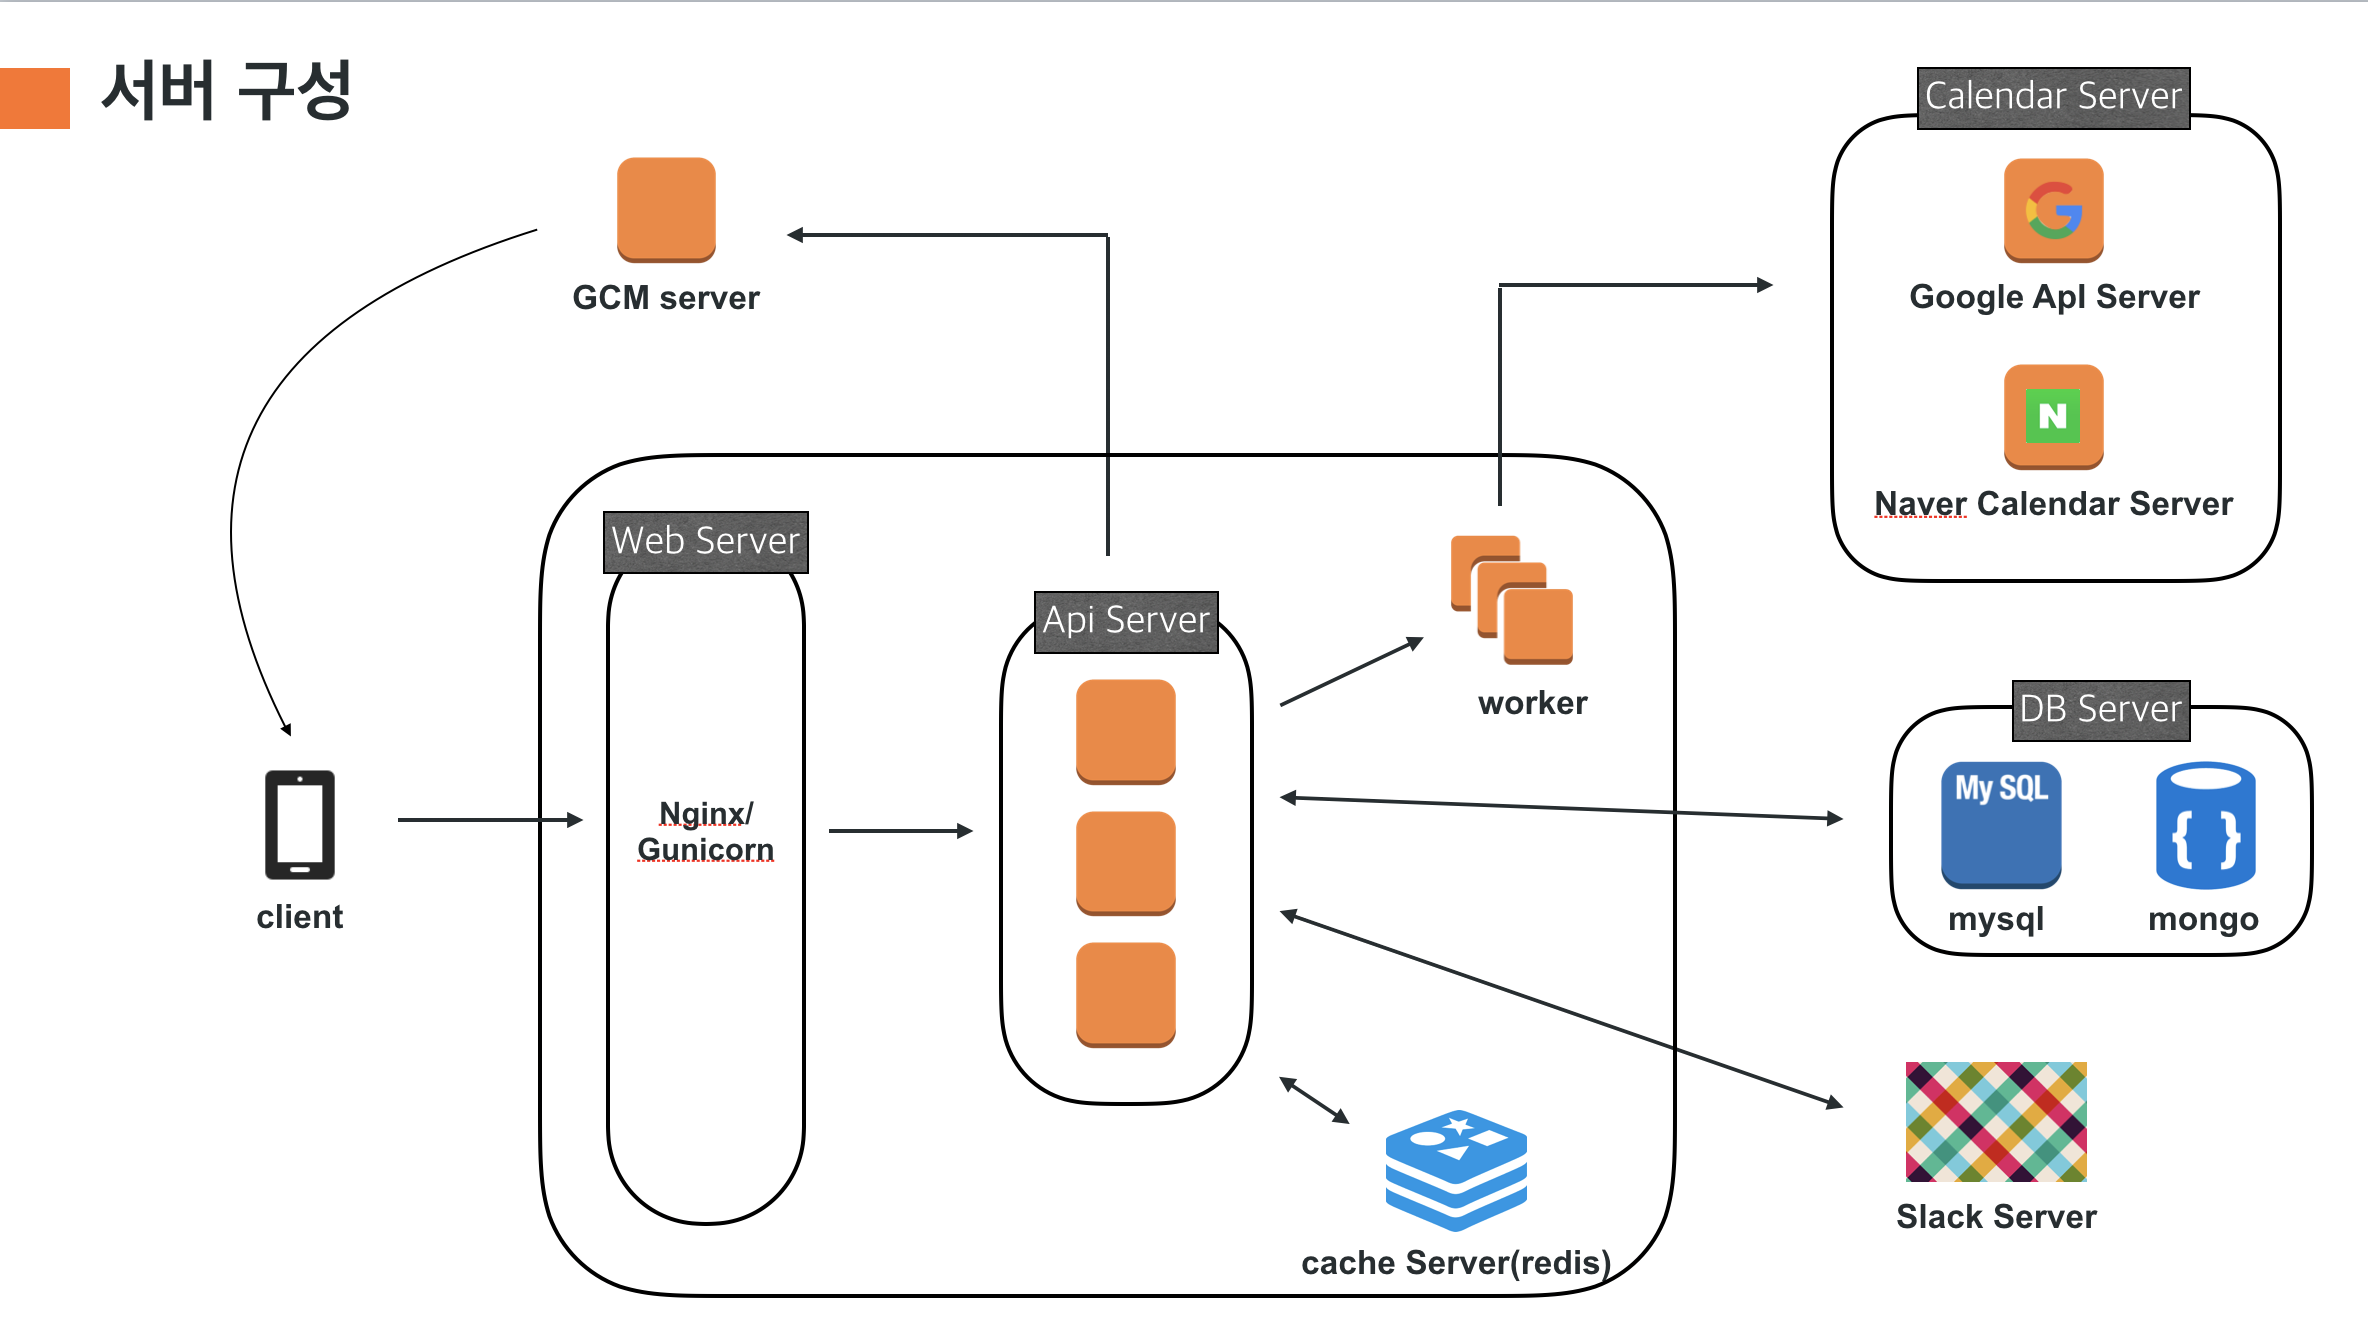 서버 구성
Calendar Server
Google ApI Server
N
Naver Calendar Server
GCM server
Web Server
Nginx/
Gunicorn
Api Server
worker
client
DB Server
My SQL
{ }
mysql
mongo
Slack Server
cache Server(redis)